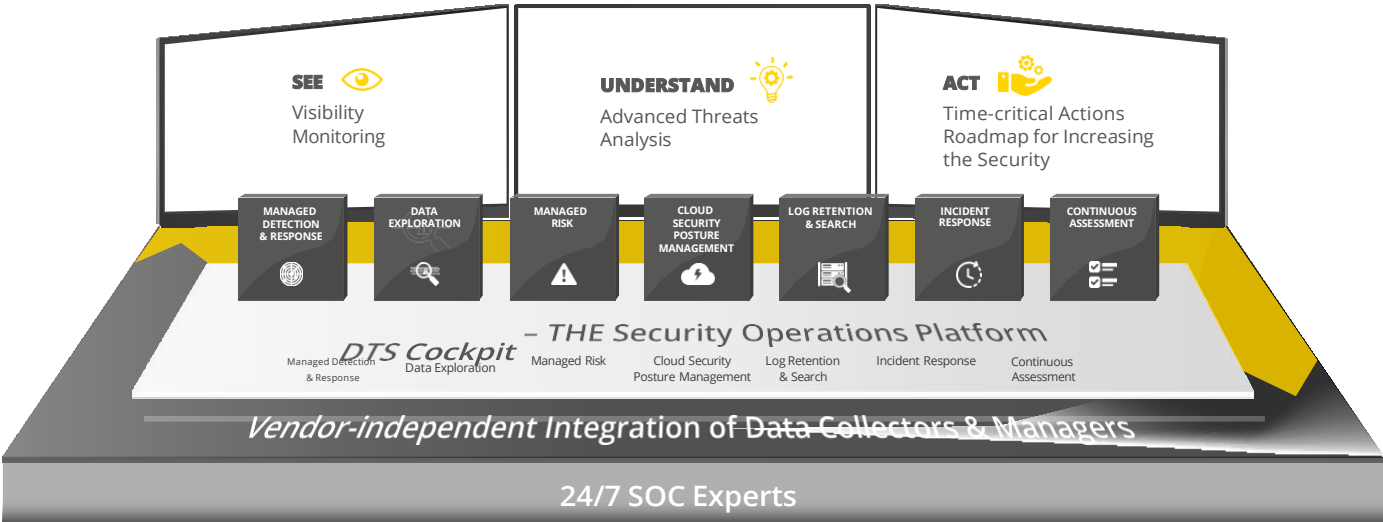 SEE
Visibility
Monitoring
UNDERSTAND
Advanced Threats
Analysis
ACT
Time-critical Actions
Roadmap for Increasing
the Security
MANAGED
DETECTION
& RESPONSE
DATA
EXPLORATION
MANAGED
RISK
CLOUD
SECURITY
POSTURE
MANAGEMENT
LOG RETENTION
& SEARCH
INCIDENT
RESPONSE
CONTINUOUS
ASSESSMENT
DTS Cockpit – THE Security Operations Platform
Managed Detection
& Response
Data Exploration
Managed Risk
Cloud Security
Posture Management
Log Retention
& Search
Incident Response
Continuous
Assessment
Vendor-independent Integration of Data Collectors & Managers
24/7 SOC Experts